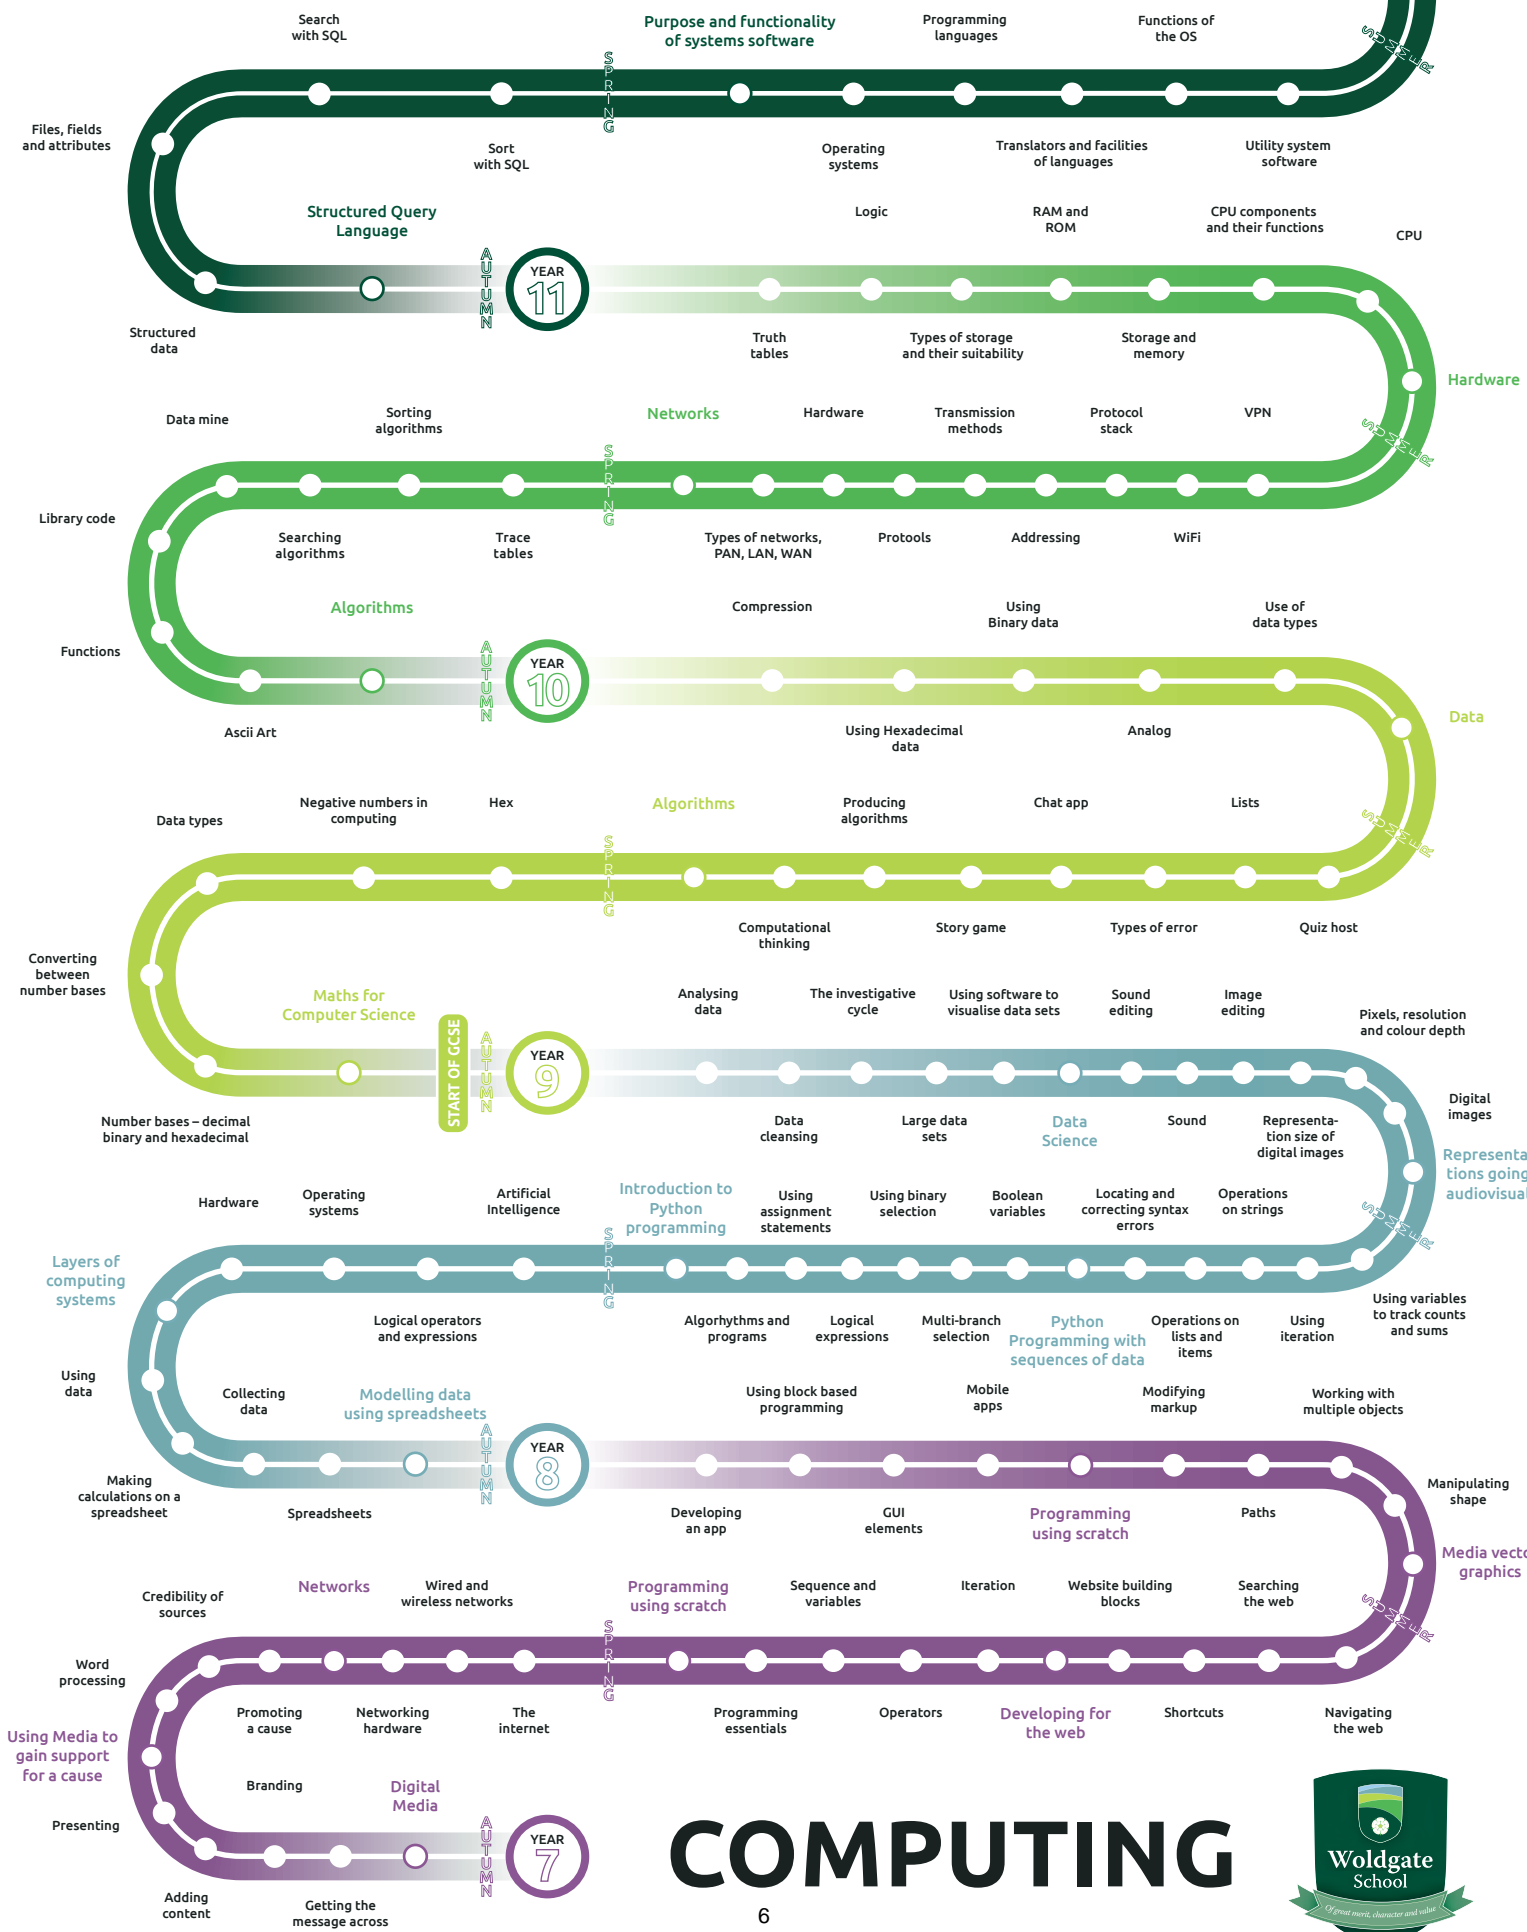 Search
with SQL
Purpose and functionality
of systems software
Programming
languages
Functions of
the OS
SUMMER
SPRING
Files, fields
and attributes
Sort
with SQL
Operating
systems
Translators and facilities
of languages
Utility system
software
Structured Query
Language
Logic
RAM and
ROM
CPU components
and their functions
CPU
AUTUMN
YEAR
11
Structured
data
Truth
tables
Types of storage
and their suitability
Storage and
memory
Hardware
Data mine
Sorting
algorithms
Networks
Hardware
Transmission
methods
Protocol
stack
VPN
SUMMER
SPRING
Library code
Searching
algorithms
Trace
tables
Types of networks,
PAN, LAN, WAN
Protools
Addressing
WiFi
Algorithms
Compression
Using
Binary data
Use of
data types
Functions
AUTUMN
YEAR
10
Ascii Art
Using Hexadecimal
data
Analog
Data
Data types
Negative numbers in
computing
Hex
Algorithms
Producing
algorithms
Chat app
Lists
SUMMER
SPRING
Computational
thinking
Story game
Types of error
Quiz host
Converting
between
number bases
Maths for
Computer Science
Analysing
data
The investigative
cycle
Using software to
visualise data sets
Sound
editing
Image
editing
Pixels, resolution
and colour depth
START OF GCSE
AUTUMN
YEAR
9
Number bases – decimal
binary and hexadecimal
Data
cleansing
Large data
sets
Data
Science
Sound
Representa-
tion size of
digital images
Digital
images
Representa
tions going
audiovisual
Hardware
Operating
systems
Artificial
Intelligence
Introduction to
Python
programming
Using
assignment
statements
Using binary
selection
Boolean
variables
Locating and
correcting syntax
errors
Operations
on strings
SUMMER
SPRING
Layers of
computing
systems
Logical operators
and expressions
Algorhythms and
programs
Logical
expressions
Multi-branch
selection
Python
Programming with
sequences of data
Operations on
lists and
items
Using
iteration
Using variables
to track counts
and sums
Using
data
Collecting
data
Modelling data
using spreadsheets
Using block based
programming
Mobile
apps
Modifying
markup
Working with
multiple objects
AUTUMN
YEAR
8
Making
calculations on a
spreadsheet
Spreadsheets
Developing
an app
GUI
elements
Programming
using scratch
Paths
Manipulating
shape
Media vecto
graphics
Credibility of
sources
Networks
Wired and
wireless networks
Programming
using scratch
Sequence and
variables
Iteration
Website building
blocks
Searching
the web
SUMMER
SPRING
Word
processing
Promoting
a cause
Networking
hardware
The
internet
Programming
essentials
Operators
Developing for
the web
Shortcuts
Navigating
the web
Using Media to
gain support
for a cause
Branding
Digital
Media
Presenting
AUTUMN
YEAR
7
Adding
content
Getting the
message across
COMPUTING
Woldgate
School
Of great merit, character and value
6